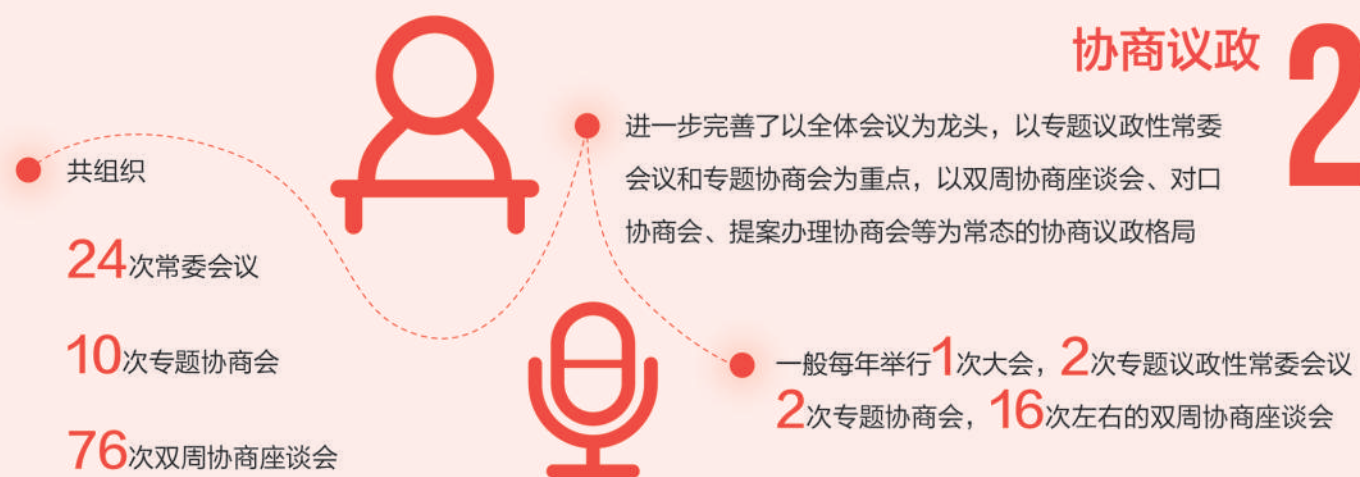 协商议政
2
进一步完善了以全体会议为龙头，以专题议政性常委
会议和专题协商会为重点，以双周协商座谈会、对口
协商会、提案办理协商会等为常态的协商议政格局
共组织
24次常委会议
10次专题协商会
76次双周协商座谈会
一般每年举行1次大会，2次专题议政性常委会议
2次专题协商会，16次左右的双周协商座谈会